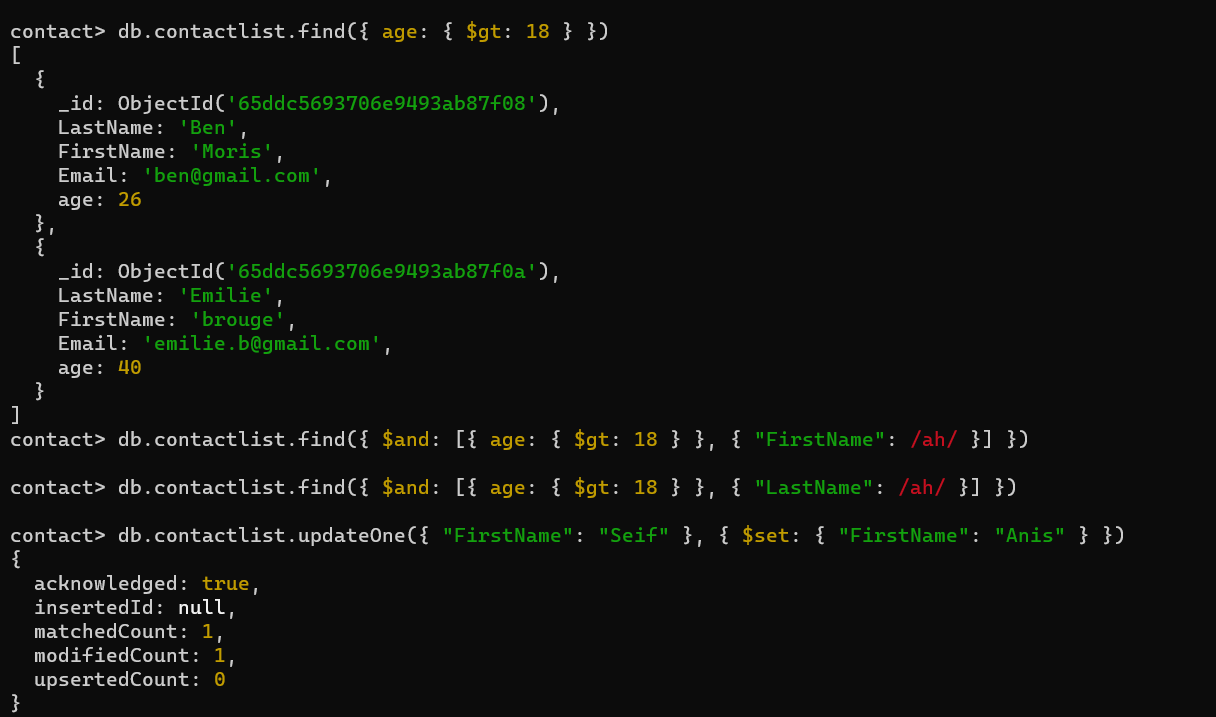 contact> db.contactlist.find({ age: { $gt: 18 } })
[
  {
    _id: ObjectId('65ddc5693706e9493ab87f08'),
    LastName: 'Ben',
    FirstName: 'Moris',
    Email: 'ben@gmail.com',
    age: 26
  },
  {
    _id: ObjectId('65ddc5693706e9493ab87f0a'),
    LastName: 'Emilie',
    FirstName: 'brouge',
    Email: 'emilie.b@gmail.com',
    age: 40
  }
]
contact> db.contactlist.find({ $and: [{ age: { $gt: 18 } }, { "FirstName": /ah/ }] })
contact> db.contactlist.find({ $and: [{ age: { $gt: 18 } }, { "LastName": /ah/ }] })
contact> db.contactlist.updateOne({ "FirstName": "Seif" }, { $set: { "FirstName": "Anis" } })
{
  acknowledged: true,
  insertedId: null,
  matchedCount: 1,
  modifiedCount: 1,
  upsertedCount: 0
}